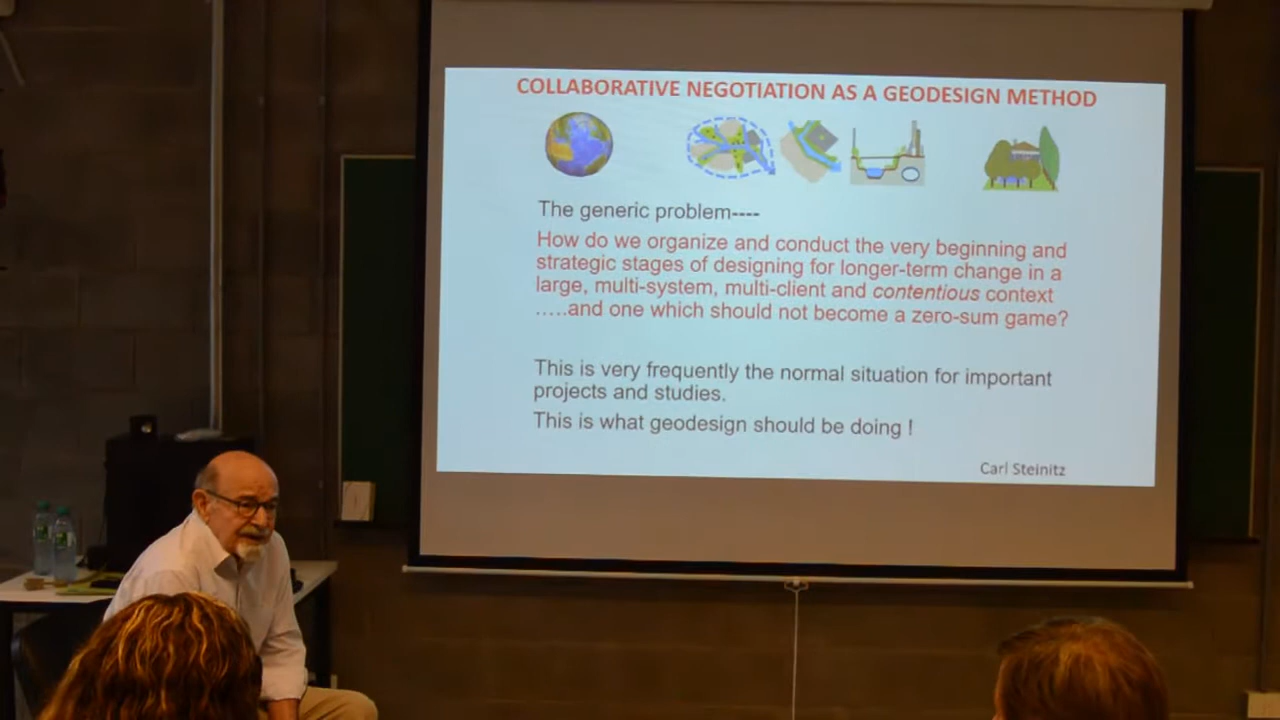 COLLABORATIVE NEGOTIATION AS A GEODESIGN METHOD
The generic problem----
How do we organize and conduct the very beginning and
strategic stages of designing for longer-term change in a
large, multi-system, multi-client and contentious context
.....and one which should not become a zero-sum game?
This is very frequently the normal situation for important
projects and studies.
This is what geodesign should be doing !
Carl Steinitz